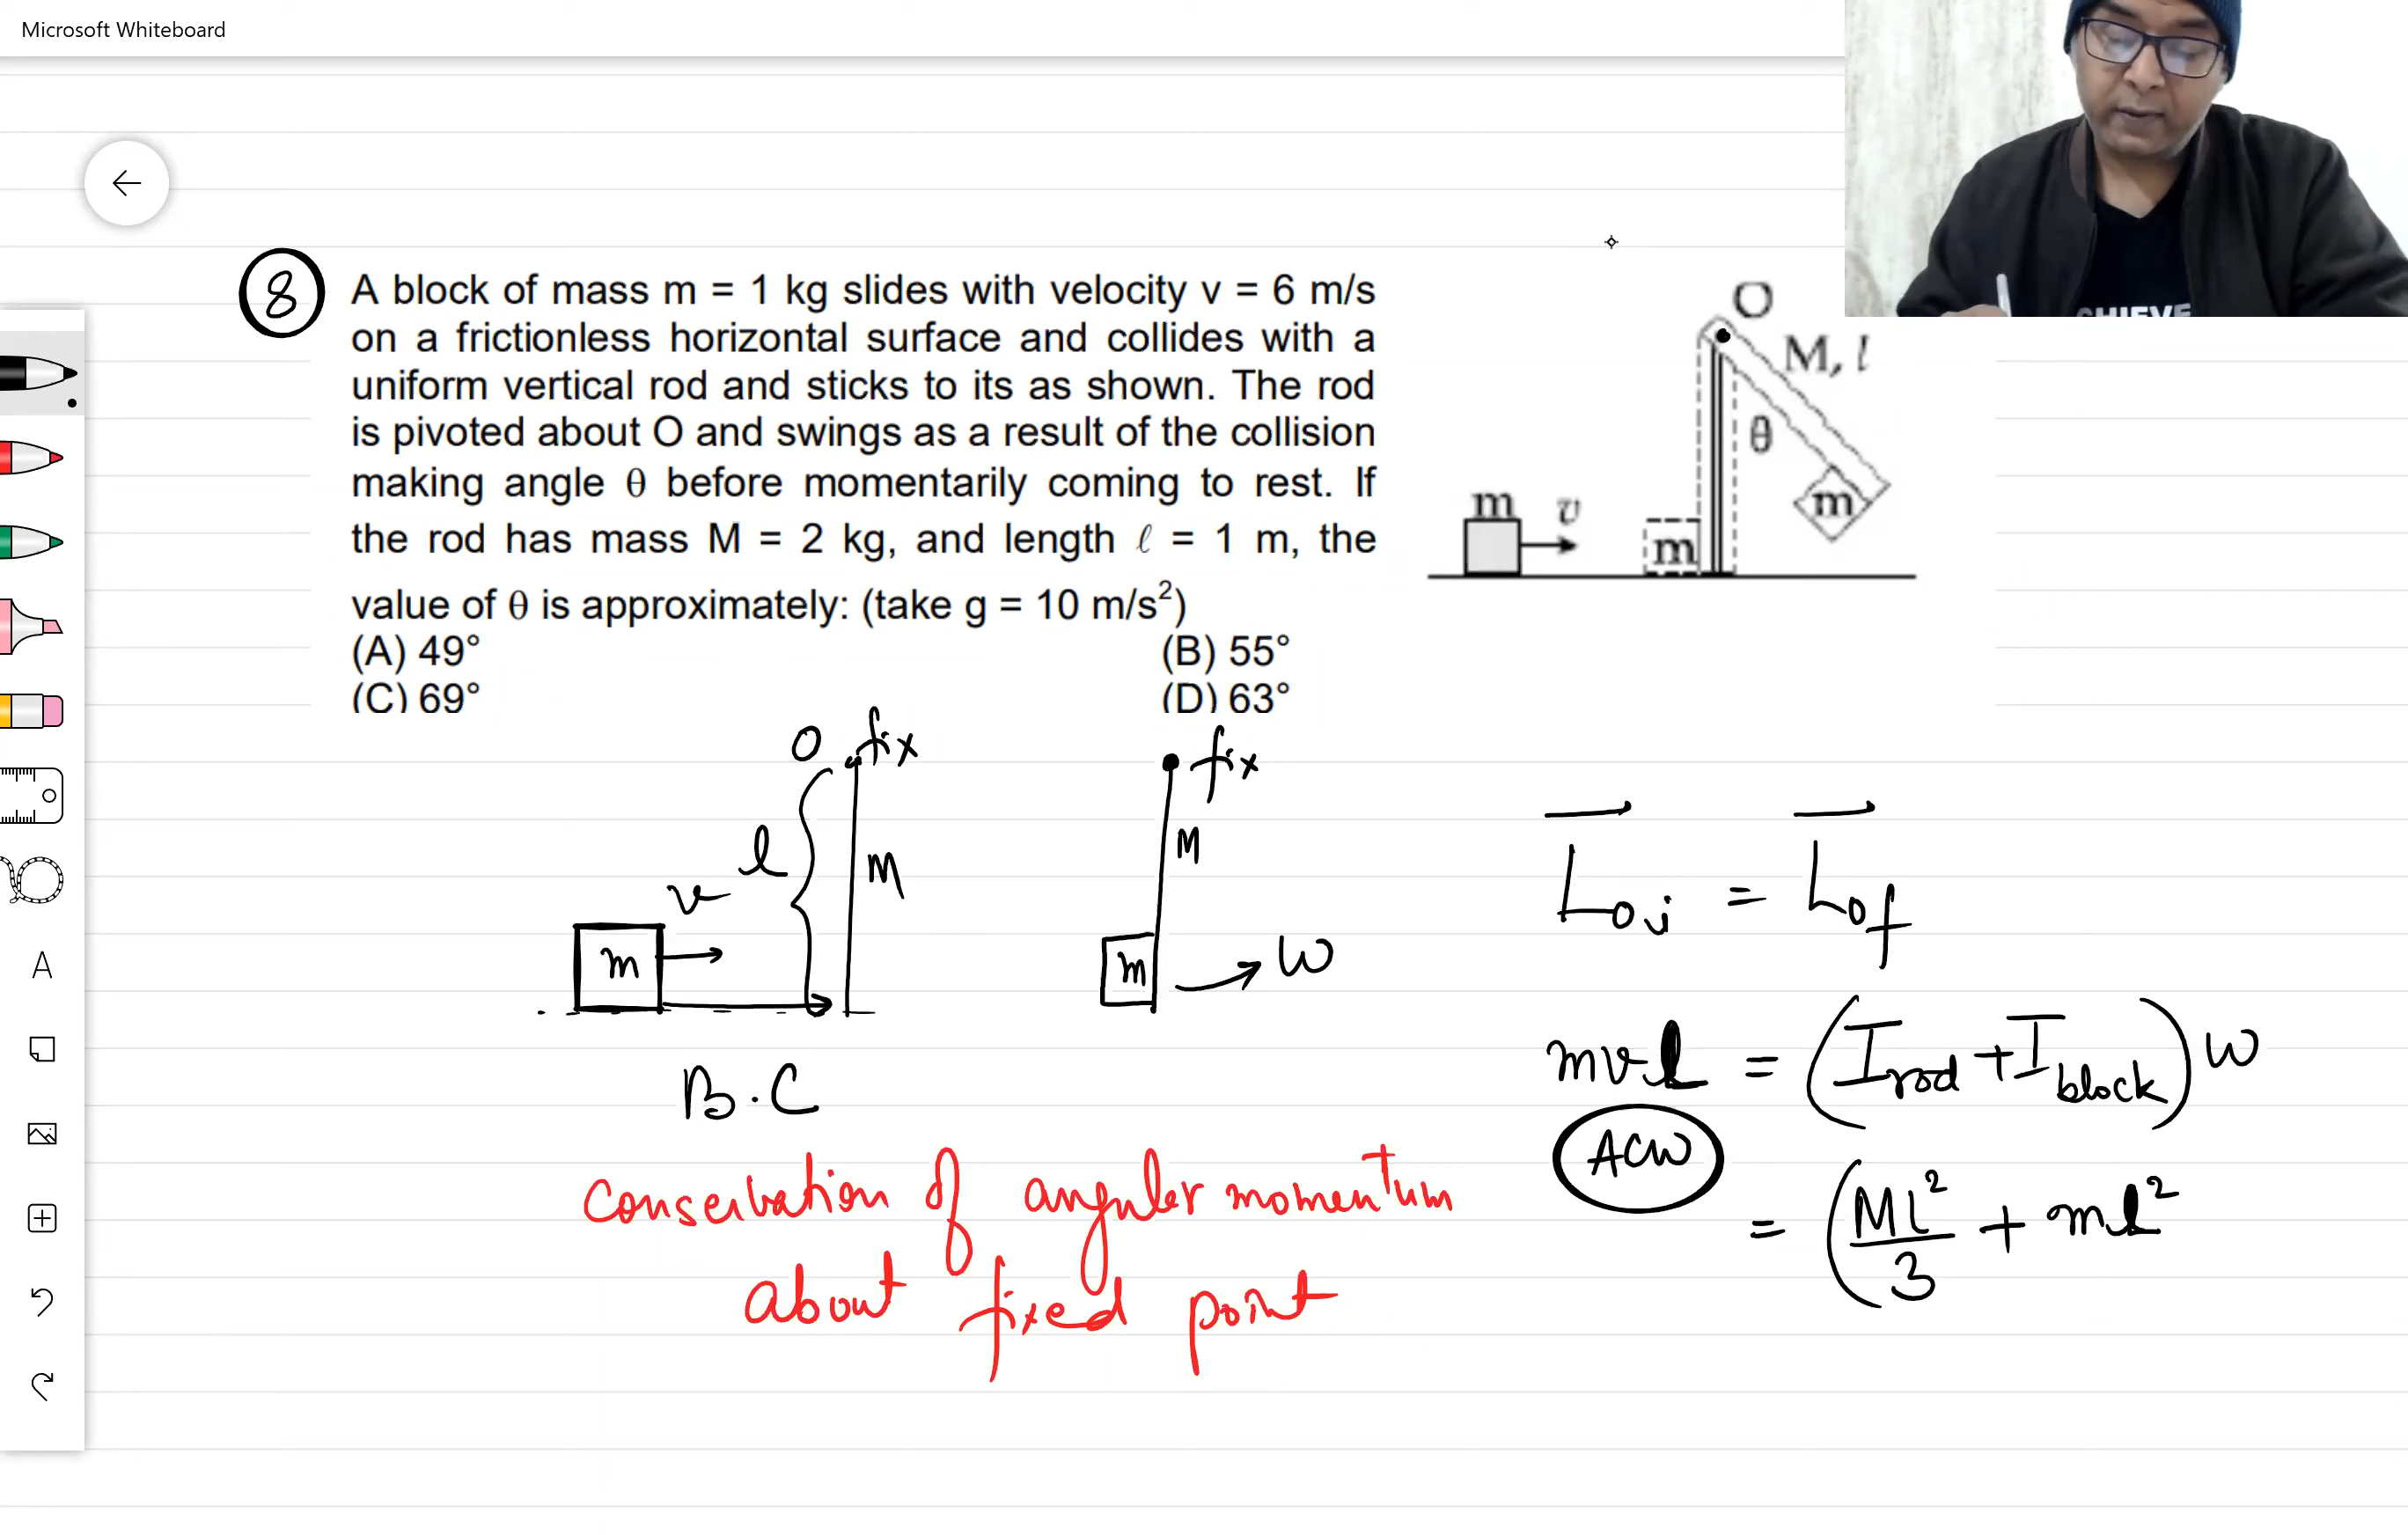 Microsoft Whiteboard
8
A block of mass m = 1 kg slides with velocity v = 6 m/s
on a frictionless horizontal surface and collides with a
uniform vertical rod and sticks to its as shown. The rod
is pivoted about O and swings as a result of the collision
making angle θ before momentarily coming to rest. If
the rod has mass M = 2 kg, and length ℓ = 1 m, the
value of θ is approximately: (take g = 10 m/s²)
(A) 49° (B) 55°
(C) 69° (D) 63°
O
M, l
θ
m v
m
m
CHIEVE
O fix
l
M
v
m
B.C
fix
M
m
ω
L⃗oi = L⃗of
mvl = (I rod + I block) ω
ACW
= (Ml²/3 + ml²
conservation of angular momentum
about fixed point
A